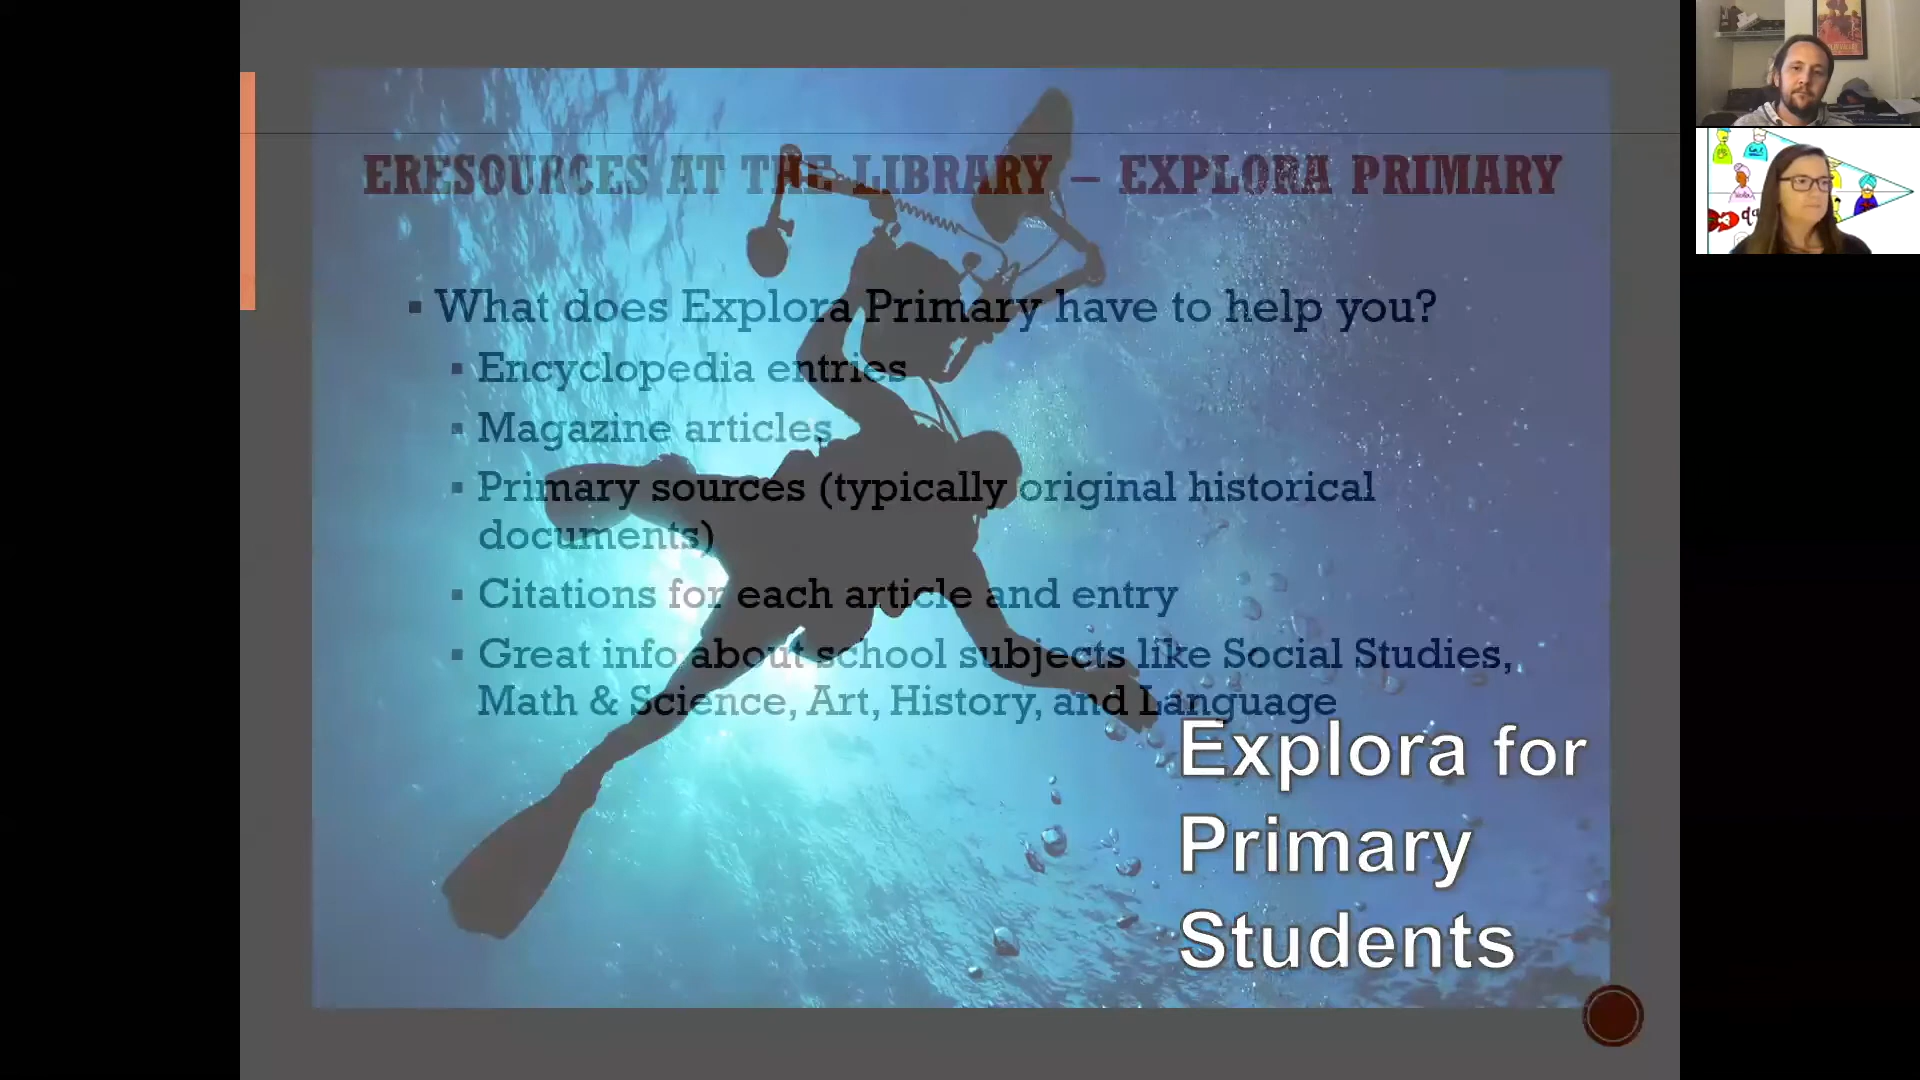 ERESOURCES AT THE LIBRARY – EXPLORA PRIMARY
▪ What does Explora Primary have to help you?
▪ Encyclopedia entries
▪ Magazine articles
▪ Primary sources (typically original historical
documents)
▪ Citations for each article and entry
▪ Great info about school subjects like Social Studies,
Math & Science, Art, History, and Language
Explora for
Primary
Students